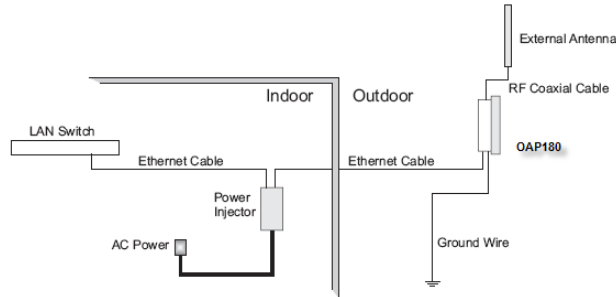 External Antenna
RF Coaxial Cable
Indoor
Outdoor
LAN Switch
OAP180
Ethernet Cable
Ethernet Cable
Power
Injector
AC Power
Ground Wire